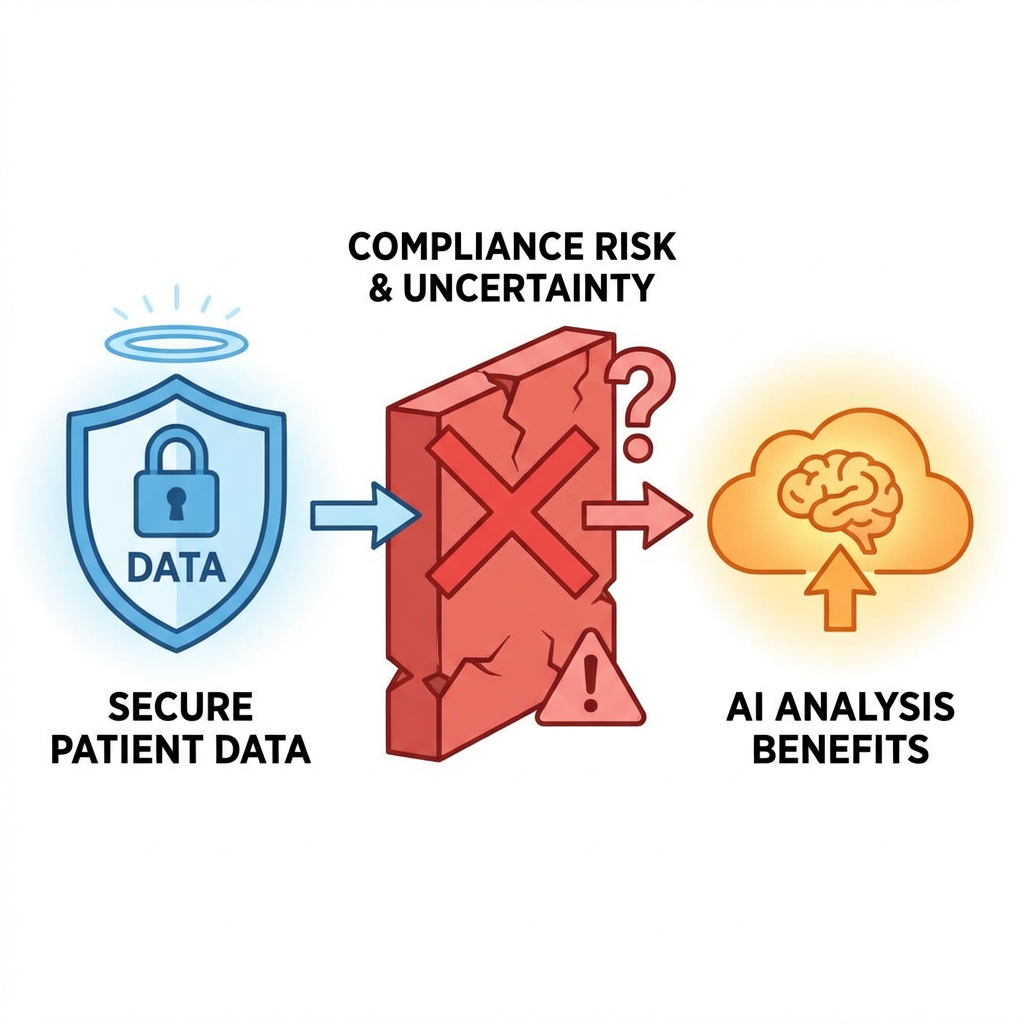 COMPLIANCE RISK
& UNCERTAINTY
?
DATA
!
SECURE
PATIENT DATA
AI ANALYSIS
BENEFITS